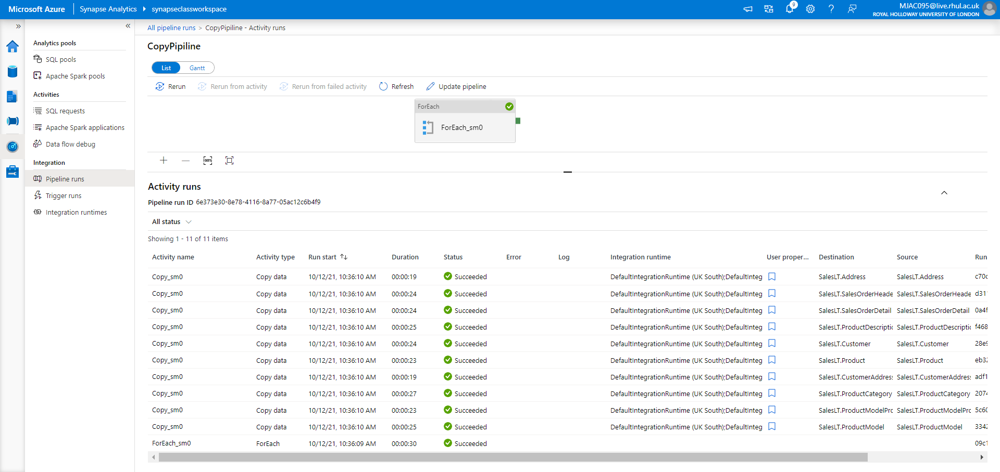 Microsoft Azure Synapse Analytics synapseclassworkspace 9 MJAC095@live.rhul.ac.uk
ROYAL HOLLOWAY UNIVERSITY OF LONDON
All pipeline runs > CopyPipiline - Activity runs
Analytics pools
SQL pools
Apache Spark pools
Activities
SQL requests
Apache Spark applications
Data flow debug
Integration
Pipeline runs
Trigger runs
Integration runtimes
CopyPipiline
List Gantt
Rerun Rerun from activity Rerun from failed activity Refresh Update pipeline
ForEach
ForEach_sm0
100%
Activity runs
Pipeline run ID 6e373e30-8e78-4116-8a77-05ac12c6b4f9
All status
Showing 1 - 11 of 11 items
Activity name Activity type Run start Duration Status Error Log Integration runtime User proper... Destination Source Run
Copy_sm0 Copy data 10/12/21, 10:36:10 AM 00:00:19 Succeeded DefaultIntegrationRuntime (UK South);DefaultInteg SalesLT.Address SalesLT.Address c70c
Copy_sm0 Copy data 10/12/21, 10:36:10 AM 00:00:24 Succeeded DefaultIntegrationRuntime (UK South);DefaultInteg SalesLT.SalesOrderHeade SalesLT.SalesOrderHeade d311
Copy_sm0 Copy data 10/12/21, 10:36:10 AM 00:00:24 Succeeded DefaultIntegrationRuntime (UK South);DefaultInteg SalesLT.SalesOrderDetail SalesLT.SalesOrderDetail 0a4f
Copy_sm0 Copy data 10/12/21, 10:36:10 AM 00:00:25 Succeeded DefaultIntegrationRuntime (UK South);DefaultInteg SalesLT.ProductDescriptic SalesLT.ProductDescriptic f468
Copy_sm0 Copy data 10/12/21, 10:36:10 AM 00:00:24 Succeeded DefaultIntegrationRuntime (UK South);DefaultInteg SalesLT.Customer SalesLT.Customer 28e9
Copy_sm0 Copy data 10/12/21, 10:36:10 AM 00:00:23 Succeeded DefaultIntegrationRuntime (UK South);DefaultInteg SalesLT.Product SalesLT.Product eb32
Copy_sm0 Copy data 10/12/21, 10:36:10 AM 00:00:19 Succeeded DefaultIntegrationRuntime (UK South);DefaultInteg SalesLT.CustomerAddress SalesLT.CustomerAddress adf1
Copy_sm0 Copy data 10/12/21, 10:36:10 AM 00:00:27 Succeeded DefaultIntegrationRuntime (UK South);DefaultInteg SalesLT.ProductCategory SalesLT.ProductCategory 2074
Copy_sm0 Copy data 10/12/21, 10:36:10 AM 00:00:23 Succeeded DefaultIntegrationRuntime (UK South);DefaultInteg SalesLT.ProductModelPrc SalesLT.ProductModelPrc 5c60
Copy_sm0 Copy data 10/12/21, 10:36:10 AM 00:00:25 Succeeded DefaultIntegrationRuntime (UK South);DefaultInteg SalesLT.ProductModel SalesLT.ProductModel 3342
ForEach_sm0 ForEach 10/12/21, 10:36:09 AM 00:00:30 Succeeded 09c1